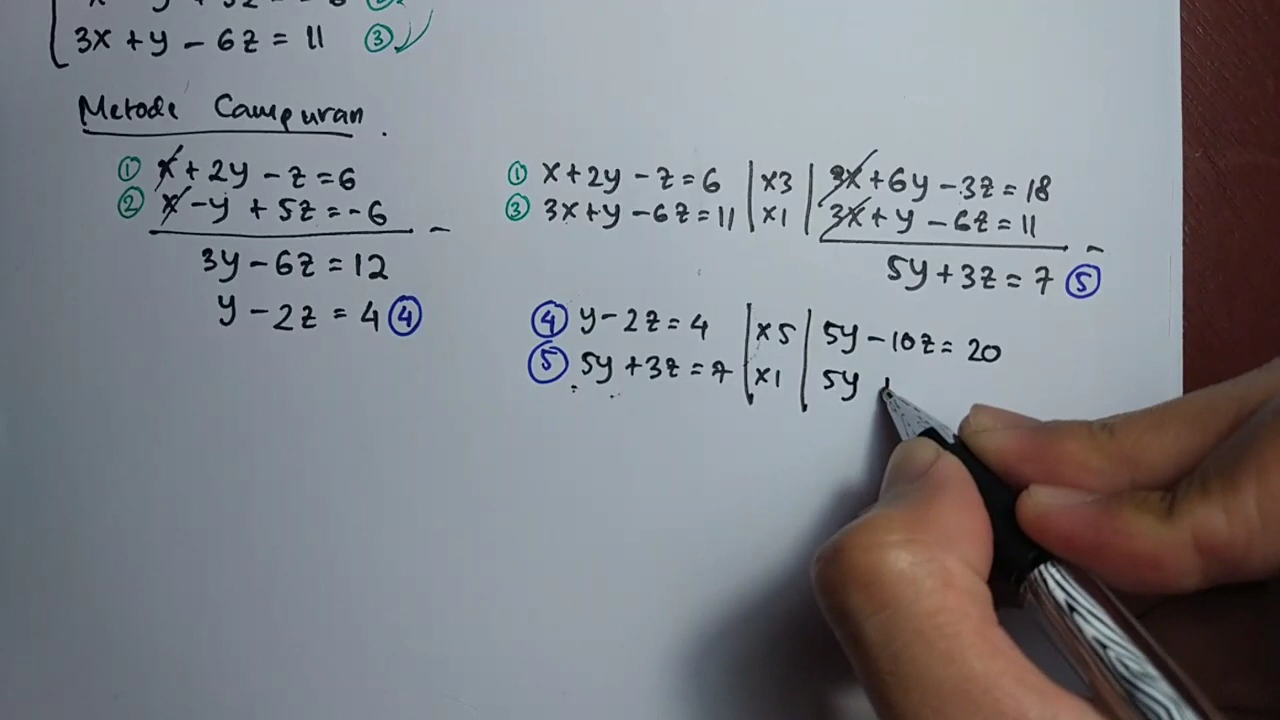 3x + y - 6z = 11 ③
Metode Campuran.
① x + 2y - z = 6
② x - y + 5z = -6
3y - 6z = 12
y - 2z = 4 ④
① x + 2y - z = 6 | x3 | 3x + 6y - 3z = 18
③ 3x + y - 6z = 11 | x1 | 3x + y - 6z = 11
5y + 3z = 7 ⑤
④ y - 2z = 4 | x5 | 5y - 10z = 20
⑤ 5y + 3z = 7 | x1 | 5y